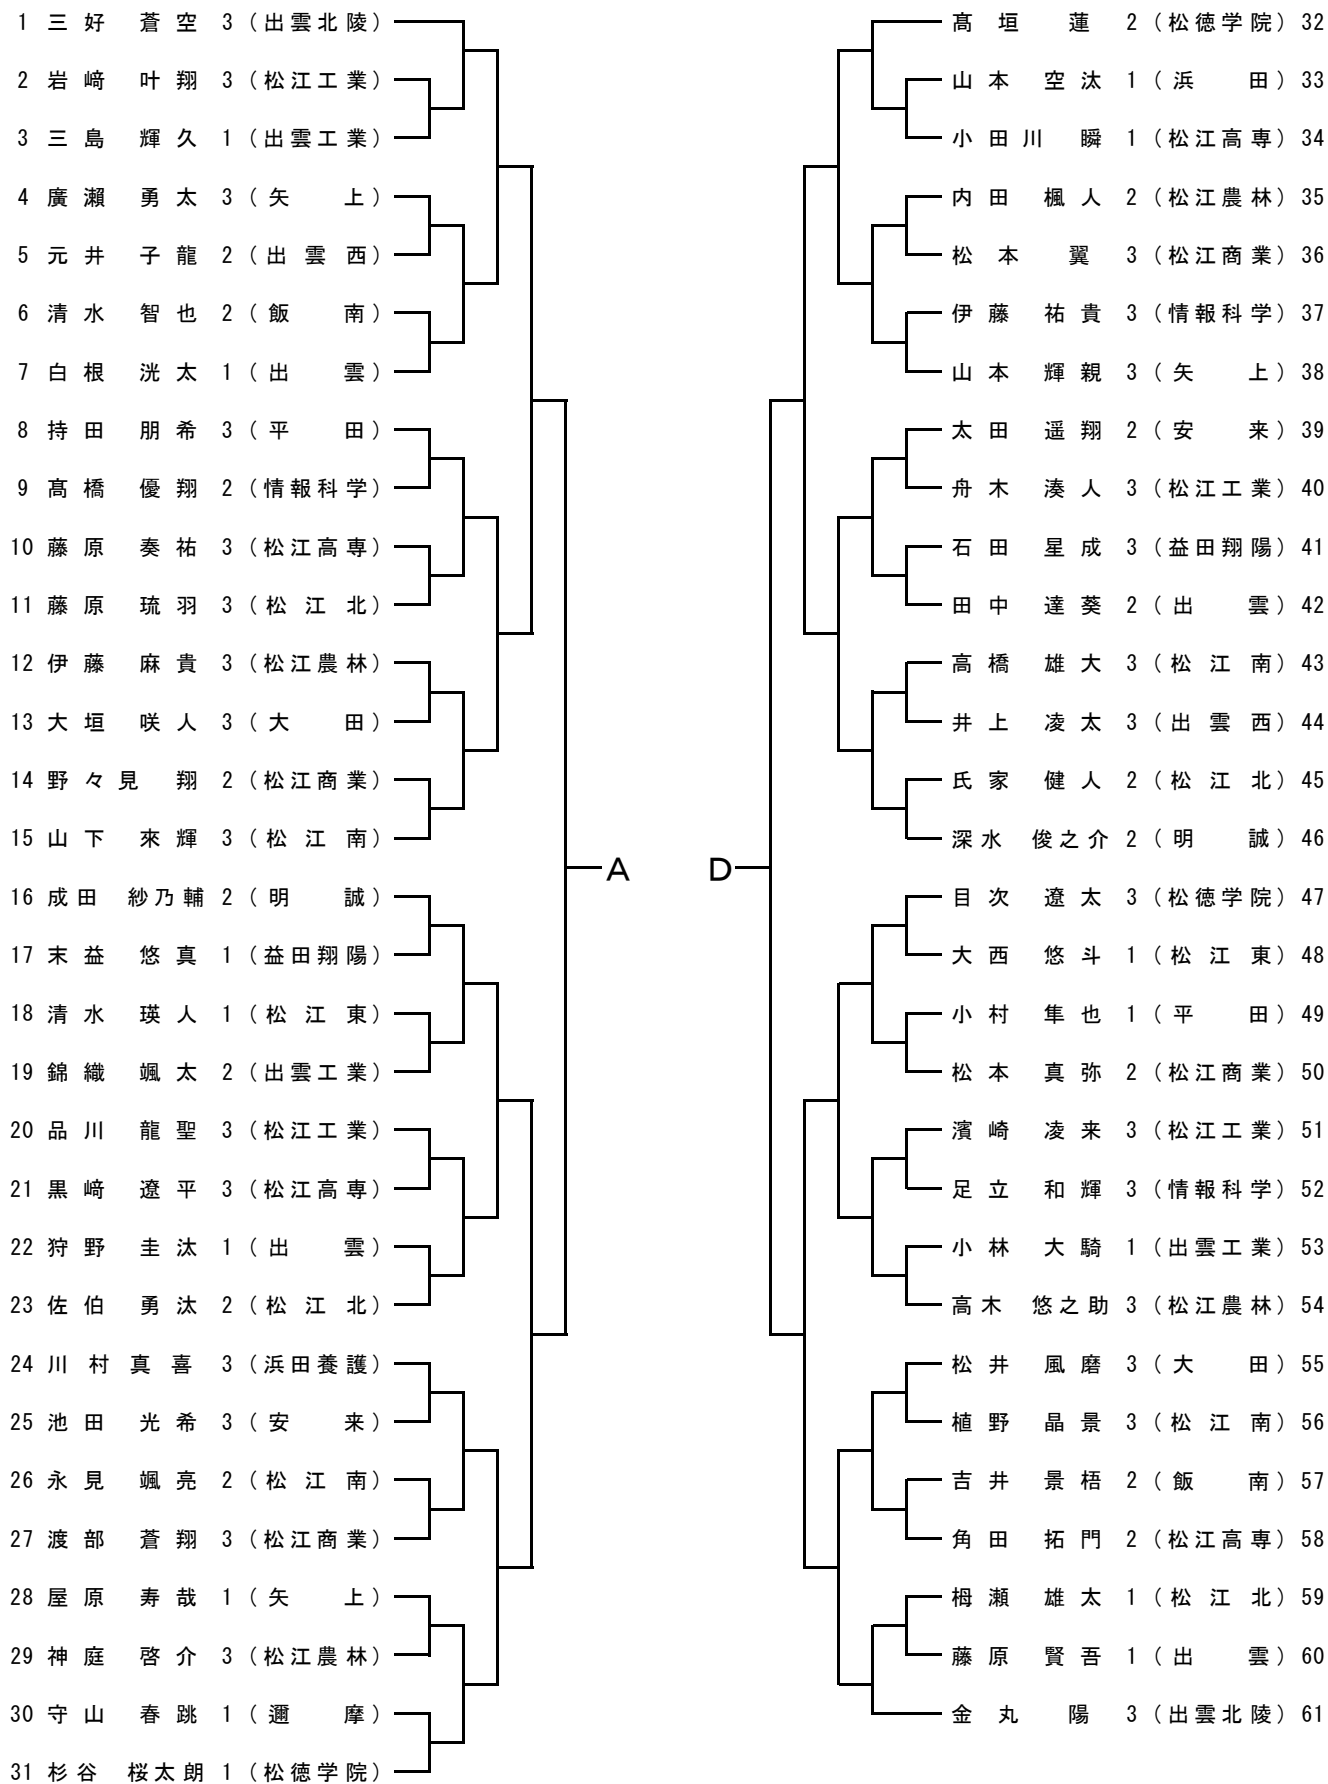 1 三好 蒼空 3 (出雲北陵)
2 岩﨑 叶翔 3 (松江工業)
3 三島 輝久 1 (出雲工業)
4 廣瀨 勇太 3 (矢上)
5 元井 子龍 2 (出雲西)
6 清水 智也 2 (飯南)
7 白根 洸太 1 (出雲)
8 持田 朋希 3 (平田)
9 髙橋 優翔 2 (情報科学)
10 藤原 奏祐 3 (松江高専)
11 藤原 琉羽 3 (松江北)
12 伊藤 麻貴 3 (松江農林)
13 大垣 咲人 3 (大田)
14 野々見 翔 2 (松江商業)
15 山下 來輝 3 (松江南)
16 成田 紗乃輔 2 (明誠)
17 末益 悠真 1 (益田翔陽)
18 清水 瑛人 1 (松江東)
19 錦織 颯太 2 (出雲工業)
20 品川 龍聖 3 (松江工業)
21 黒﨑 遼平 3 (松江高専)
22 狩野 圭汰 1 (出雲)
23 佐伯 勇汰 2 (松江北)
24 川村真喜 3 (浜田養護)
25 池田 光希 3 (安来)
26 永見 颯亮 2 (松江南)
27 渡部 蒼翔 3 (松江商業)
28 屋原 寿哉 1 (矢上)
29 神庭 啓介 3 (松江農林)
30 守山 春跳 1 (邇摩)
31 杉谷 桜太朗 1 (松徳学院)
A
D
髙垣 蓮 2 (松徳学院) 32
山本 空汰 1 (浜田) 33
小田川 瞬 1 (松江高専) 34
内田 楓人 2 (松江農林) 35
松本 翼 3 (松江商業) 36
伊藤 祐貴 3 (情報科学) 37
山本 輝親 3 (矢上) 38
太田 遥翔 2 (安来) 39
舟木 湊人 3 (松江工業) 40
石田 星成 3 (益田翔陽) 41
田中 達葵 2 (出雲) 42
高橋 雄大 3 (松江南) 43
井上 凌太 3 (出雲西) 44
氏家 健人 2 (松江北) 45
深水 俊之介 2 (明誠) 46
目次 遼太 3 (松徳学院) 47
大西 悠斗 1 (松江東) 48
小村 隼也 1 (平田) 49
松本 真弥 2 (松江商業) 50
濱崎 凌来 3 (松江工業) 51
足立 和輝 3 (情報科学) 52
小林 大騎 1 (出雲工業) 53
高木 悠之助 3 (松江農林) 54
松井 風磨 3 (大田) 55
植野 晶景 3 (松江南) 56
吉井 景梧 2 (飯南) 57
角田 拓門 2 (松江高専) 58
栂瀬 雄太 1 (松江北) 59
藤原 賢吾 1 (出雲) 60
金丸 陽 3 (出雲北陵) 61